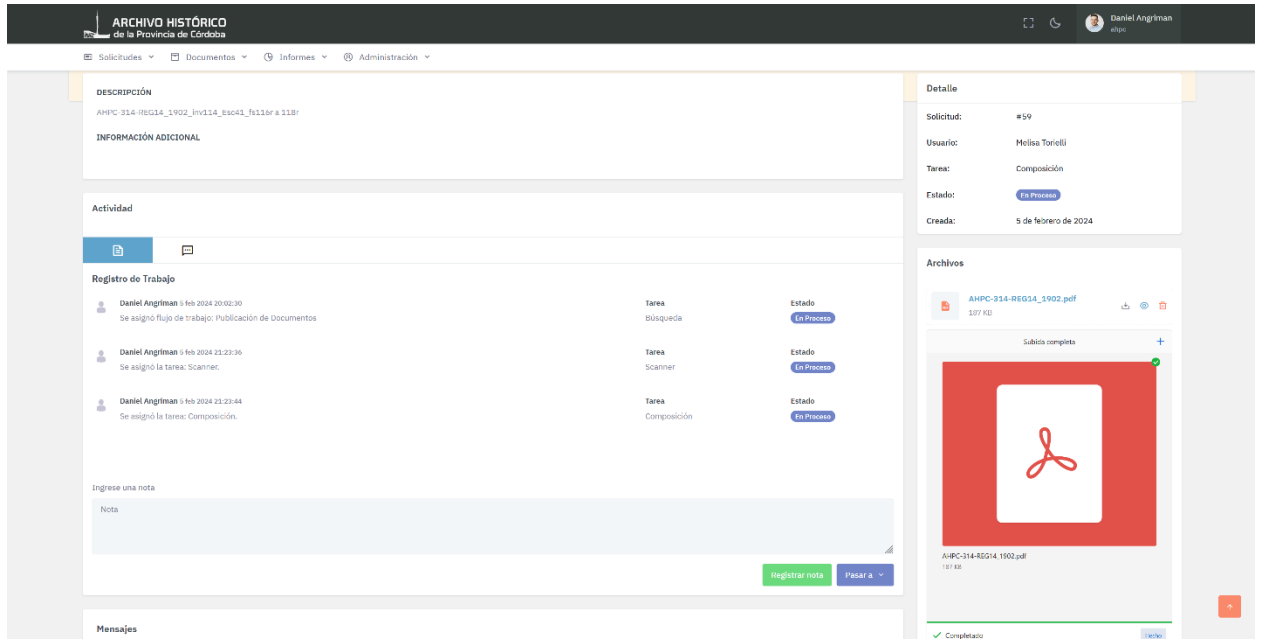 ARCHIVO HISTÓRICO
de la Provincia de Córdoba
Daniel Angriman
ahpc
Solicitudes
Documentos
Informes
Administración
DESCRIPCIÓN
AHPC-314-REG14_1902_inv114_Esc41_fs116r a 118r
INFORMACIÓN ADICIONAL
Actividad
Registro de Trabajo
Daniel Angriman 5 feb 2024 20:02:30
Tarea
Estado
Se asignó flujo de trabajo: Publicación de Documentos
Búsqueda
En Proceso
Daniel Angriman 5 feb 2024 21:23:36
Tarea
Estado
Se asignó la tarea: Scanner.
Scanner
En Proceso
Daniel Angriman 5 feb 2024 21:23:44
Tarea
Estado
Se asignó la tarea: Composición.
Composición
En Proceso
Ingrese una nota
Nota
Registrar nota
Pasar a
Mensajes
Detalle
Solicitud: #59
Usuario: Melisa Torielli
Tarea: Composición
Estado: En Proceso
Creada: 5 de febrero de 2024
Archivos
AHPC-314-REG14_1902.pdf
187 KB
Subida completa
AHPC-314-REG14_1902.pdf
187 KB
Completado
Hecho